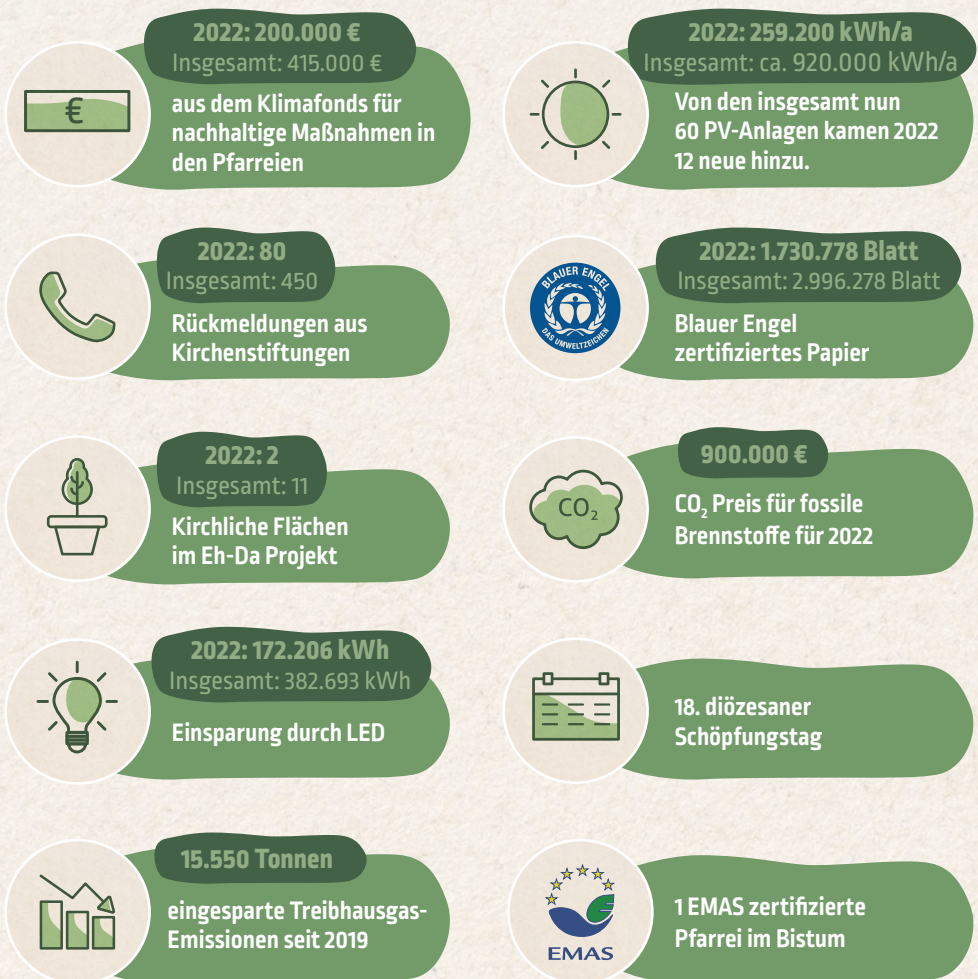 2022: 200.000 €
Insgesamt: 415.000 €
€
aus dem Klimafonds für
nachhaltige Maßnahmen in
den Pfarreien
2022: 259.200 kWh/a
Insgesamt: ca. 920.000 kWh/a
Von den insgesamt nun
60 PV-Anlagen kamen 2022
12 neue hinzu.
2022: 80
Insgesamt: 450
Rückmeldungen aus
Kirchenstiftungen
2022: 1.730.778 Blatt
Insgesamt: 2.996.278 Blatt
BLAUER ENGEL
DAS UMWELTZEICHEN
Blauer Engel
zertifiziertes Papier
2022: 2
Insgesamt: 11
Kirchliche Flächen
im Eh-Da Projekt
900.000 €
CO₂
CO₂ Preis für fossile
Brennstoffe für 2022
2022: 172.206 kWh
Insgesamt: 382.693 kWh
Einsparung durch LED
18. diözesaner
Schöpfungstag
15.550 Tonnen
eingesparte Treibhausgas-
Emissionen seit 2019
EMAS
1 EMAS zertifizierte
Pfarrei im Bistum